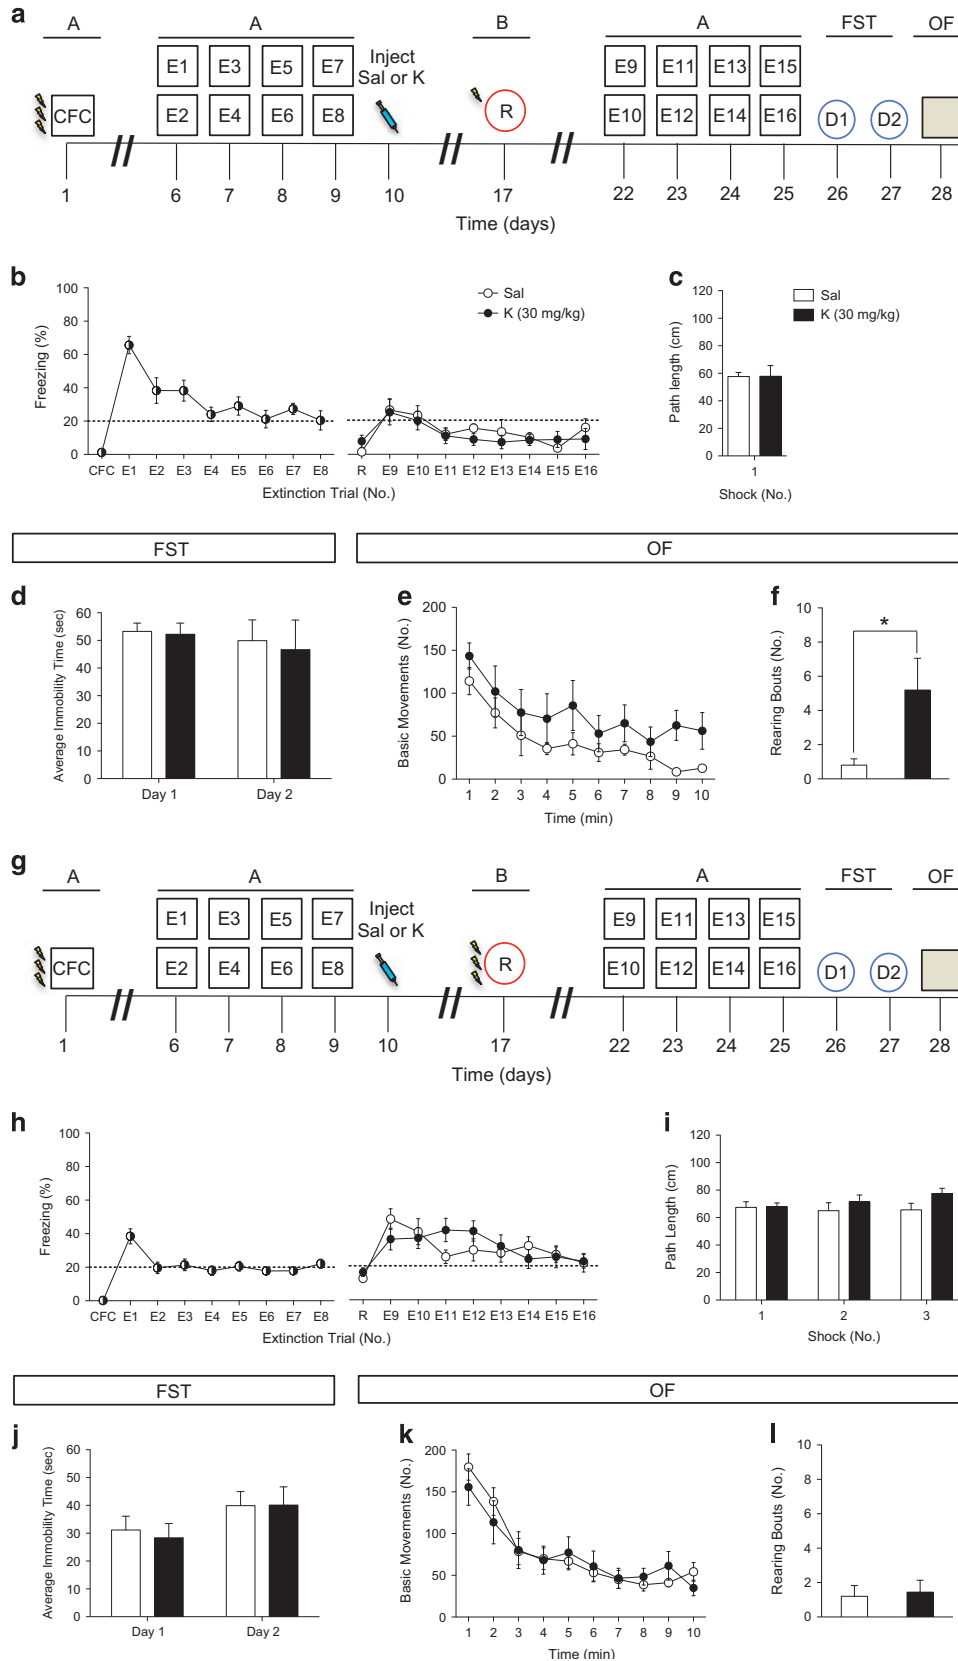 a
A A B A FST OF
E1 E3 E5 E7 Inject Sal or K E9 E11 E13 E15
CFC E2 E4 E6 E8 R E10 E12 E14 E16 D1 D2
1 6 7 8 9 10 17 22 23 24 25 26 27 28
Time (days)
b
Freezing (%)
100
80
60
40
20
0
Sal
K (30 mg/kg)
CFC E1 E2 E3 E4 E5 E6 E7 E8 R E9 E10 E11 E12 E13 E14 E15 E16
Extinction Trial (No.)
c
Path length (cm)
120
100
80
60
40
20
0
Sal
K (30 mg/kg)
1
Shock (No.)
FST OF
d
Average Immobility Time (sec)
60
50
40
30
20
10
0
Day 1 Day 2
e
Basic Movements (No.)
200
150
100
50
0
1 2 3 4 5 6 7 8 9 10
Time (min)
f
Rearing Bouts (No.)
10
8
6
4
2
0
*
g
A A B A FST OF
E1 E3 E5 E7 Inject Sal or K E9 E11 E13 E15
CFC E2 E4 E6 E8 R E10 E12 E14 E16 D1 D2
1 6 7 8 9 10 17 22 23 24 25 26 27 28
Time (days)
h
Freezing (%)
100
80
60
40
20
0
CFC E1 E2 E3 E4 E5 E6 E7 E8 R E9 E10 E11 E12 E13 E14 E15 E16
Extinction Trial (No.)
i
Path Length (cm)
120
100
80
60
40
20
0
1 2 3
Shock (No.)
FST OF
j
Average Immobility Time (sec)
60
50
40
30
20
10
0
Day 1 Day 2
k
Basic Movements (No.)
200
150
100
50
0
1 2 3 4 5 6 7 8 9 10
Time (min)
l
Rearing Bouts (No.)
10
8
6
4
2
0